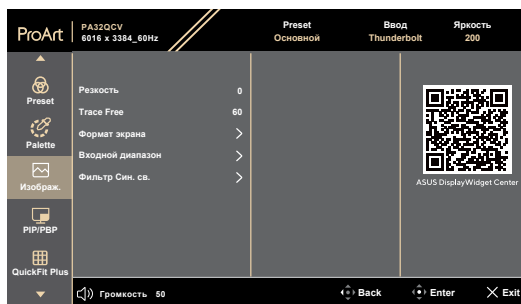 ProArt
PA32QCV
6016 x 3384_60Hz
Preset
Основной
Ввод
Thunderbolt
Яркость
200
Preset
Palette
Изображ.
PIP/PBP
QuickFit Plus
Резкость 0
Trace Free 60
Формат экрана
Входной диапазон
Фильтр Син. св.
ASUS DisplayWidget Center
Громкость 50
Back
Enter
Exit